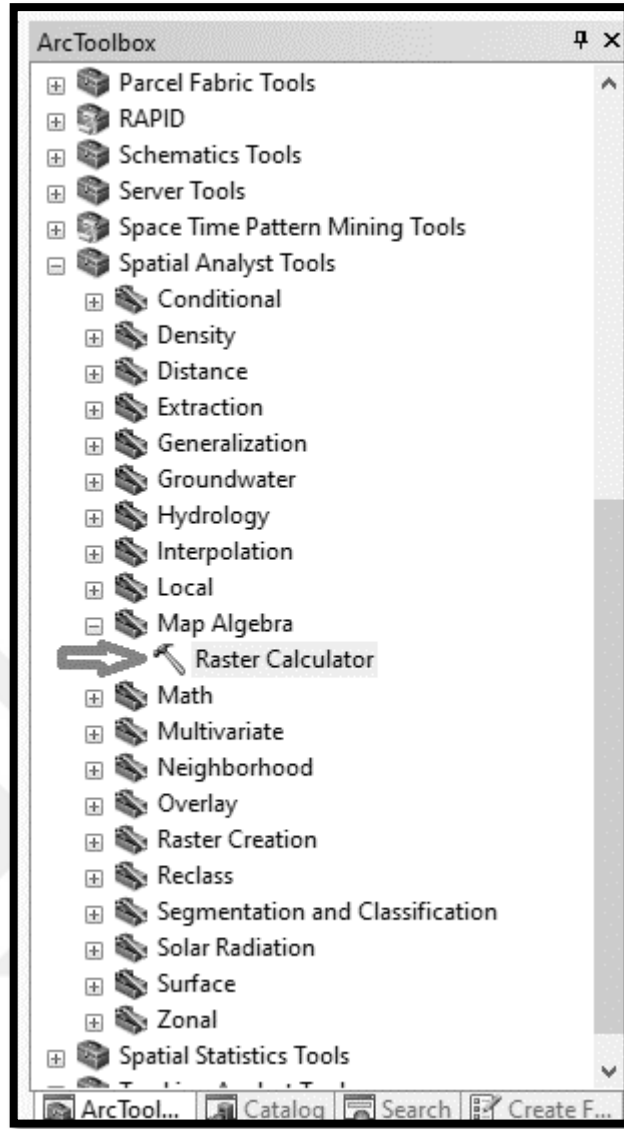 ArcToolbox
Parcel Fabric Tools
RAPID
Schematics Tools
Server Tools
Space Time Pattern Mining Tools
Spatial Analyst Tools
Conditional
Density
Distance
Extraction
Generalization
Groundwater
Hydrology
Interpolation
Local
Map Algebra
Raster Calculator
Math
Multivariate
Neighborhood
Overlay
Raster Creation
Reclass
Segmentation and Classification
Solar Radiation
Surface
Zonal
Spatial Statistics Tools
ArcTool... Catalog Search Create F...